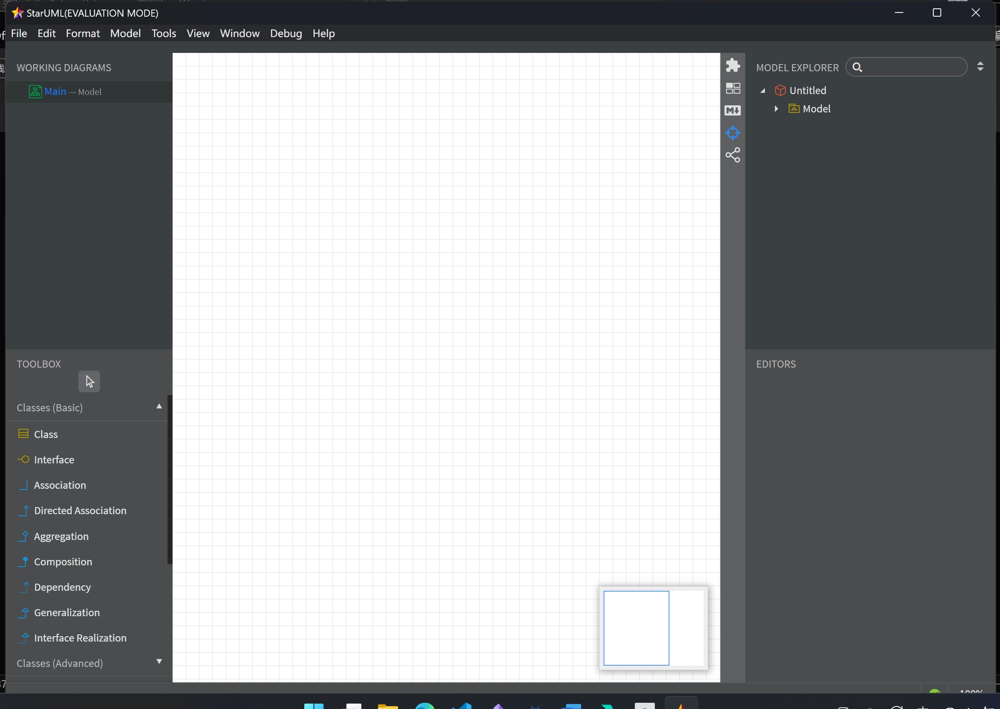 StarUML(EVALUATION MODE)
File Edit Format Model Tools View Window Debug Help
WORKING DIAGRAMS
Main — Model
TOOLBOX
Classes (Basic)
Class
Interface
Association
Directed Association
Aggregation
Composition
Dependency
Generalization
Interface Realization
Classes (Advanced)
M
MODEL EXPLORER
Untitled
Model
EDITORS
100%